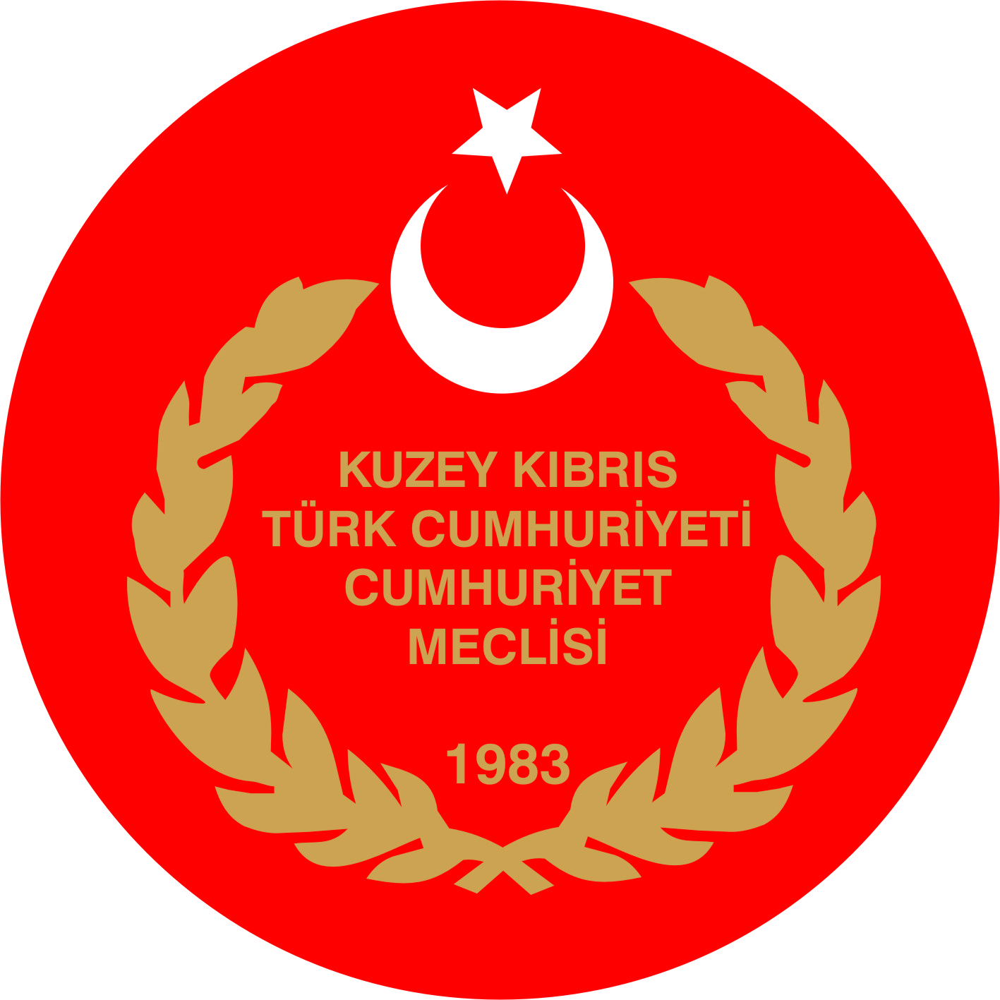 KUZEY KIBRIS
TÜRK CUMHURİYETİ
CUMHURİYET
MECLİSİ
1983